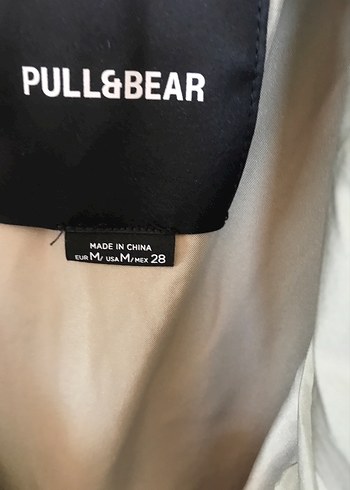 PULL&BEAR
MADE IN CHINA
EUR M/ USA M/MEX 28